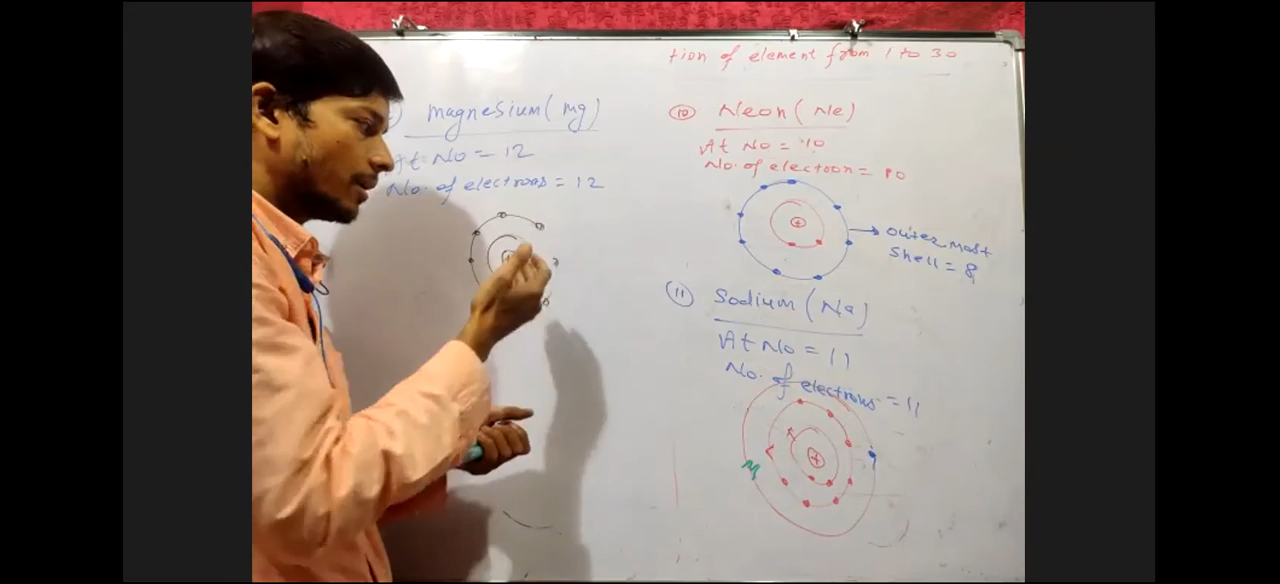 tion of element from 1 to 30
magnesium ( Mg )
At No = 12
No. of electrons = 12
10 Neon ( Ne )
At No = 10
No. of electron = 10
+
outer most
shell = 8
+
11 Sodium ( Na )
At No = 11
No. of electrons = 11
K
L
+
M